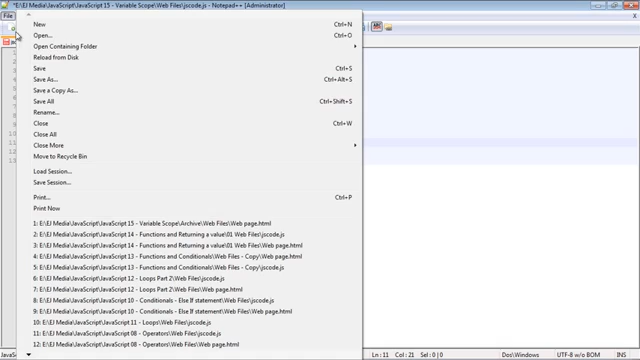 *E:\EJ Media\JavaScript\JavaScript 15 - Variable Scope\Web Files\jscode.js - Notepad++ [Administrator]
File
X
New Ctrl+N
Open... Ctrl+O
Open Containing Folder
Reload from Disk
Save Ctrl+S
Save As... Ctrl+Alt+S
Save a Copy As...
Save All Ctrl+Shift+S
Rename...
Close Ctrl+W
Close All
Close More
Move to Recycle Bin
Load Session...
Save Session...
Print... Ctrl+P
Print Now
1: E:\EJ Media\JavaScript\JavaScript 15 - Variable Scope\Archive\Web Files\Web page.html
2: E:\EJ Media\JavaScript\JavaScript 14 - Functions and Returning a value\01 Web Files\jscode.js
3: E:\EJ Media\JavaScript\JavaScript 14 - Functions and Returning a value\01 Web Files\Web page.html
4: E:\EJ Media\JavaScript\JavaScript 13 - Functions and Conditionals\Web Files - Copy\Web page.html
5: E:\EJ Media\JavaScript\JavaScript 13 - Functions and Conditionals\Web Files - Copy\jscode.js
6: E:\EJ Media\JavaScript\JavaScript 12 - Loops Part 2\Web Files\jscode.js
7: E:\EJ Media\JavaScript\JavaScript 12 - Loops Part 2\Web Files\Web page.html
8: E:\EJ Media\JavaScript\JavaScript 10 - Conditionals - Else If statement\Web Files\jscode.js
9: E:\EJ Media\JavaScript\JavaScript 10 - Conditionals - Else If statement\Web Files\Web page.html
10: E:\EJ Media\JavaScript\JavaScript 11 - Loops\Web Files\jscode.js
11: E:\EJ Media\JavaScript\JavaScript 08 - Operators\Web Files\jscode.js
12: E:\EJ Media\JavaScript\JavaScript 08 - Operators\Web Files\Web page.html
Ln : 11 Col : 21 Sel : 0 | 0 Dos\Windows UTF-8 w/o BOM INS